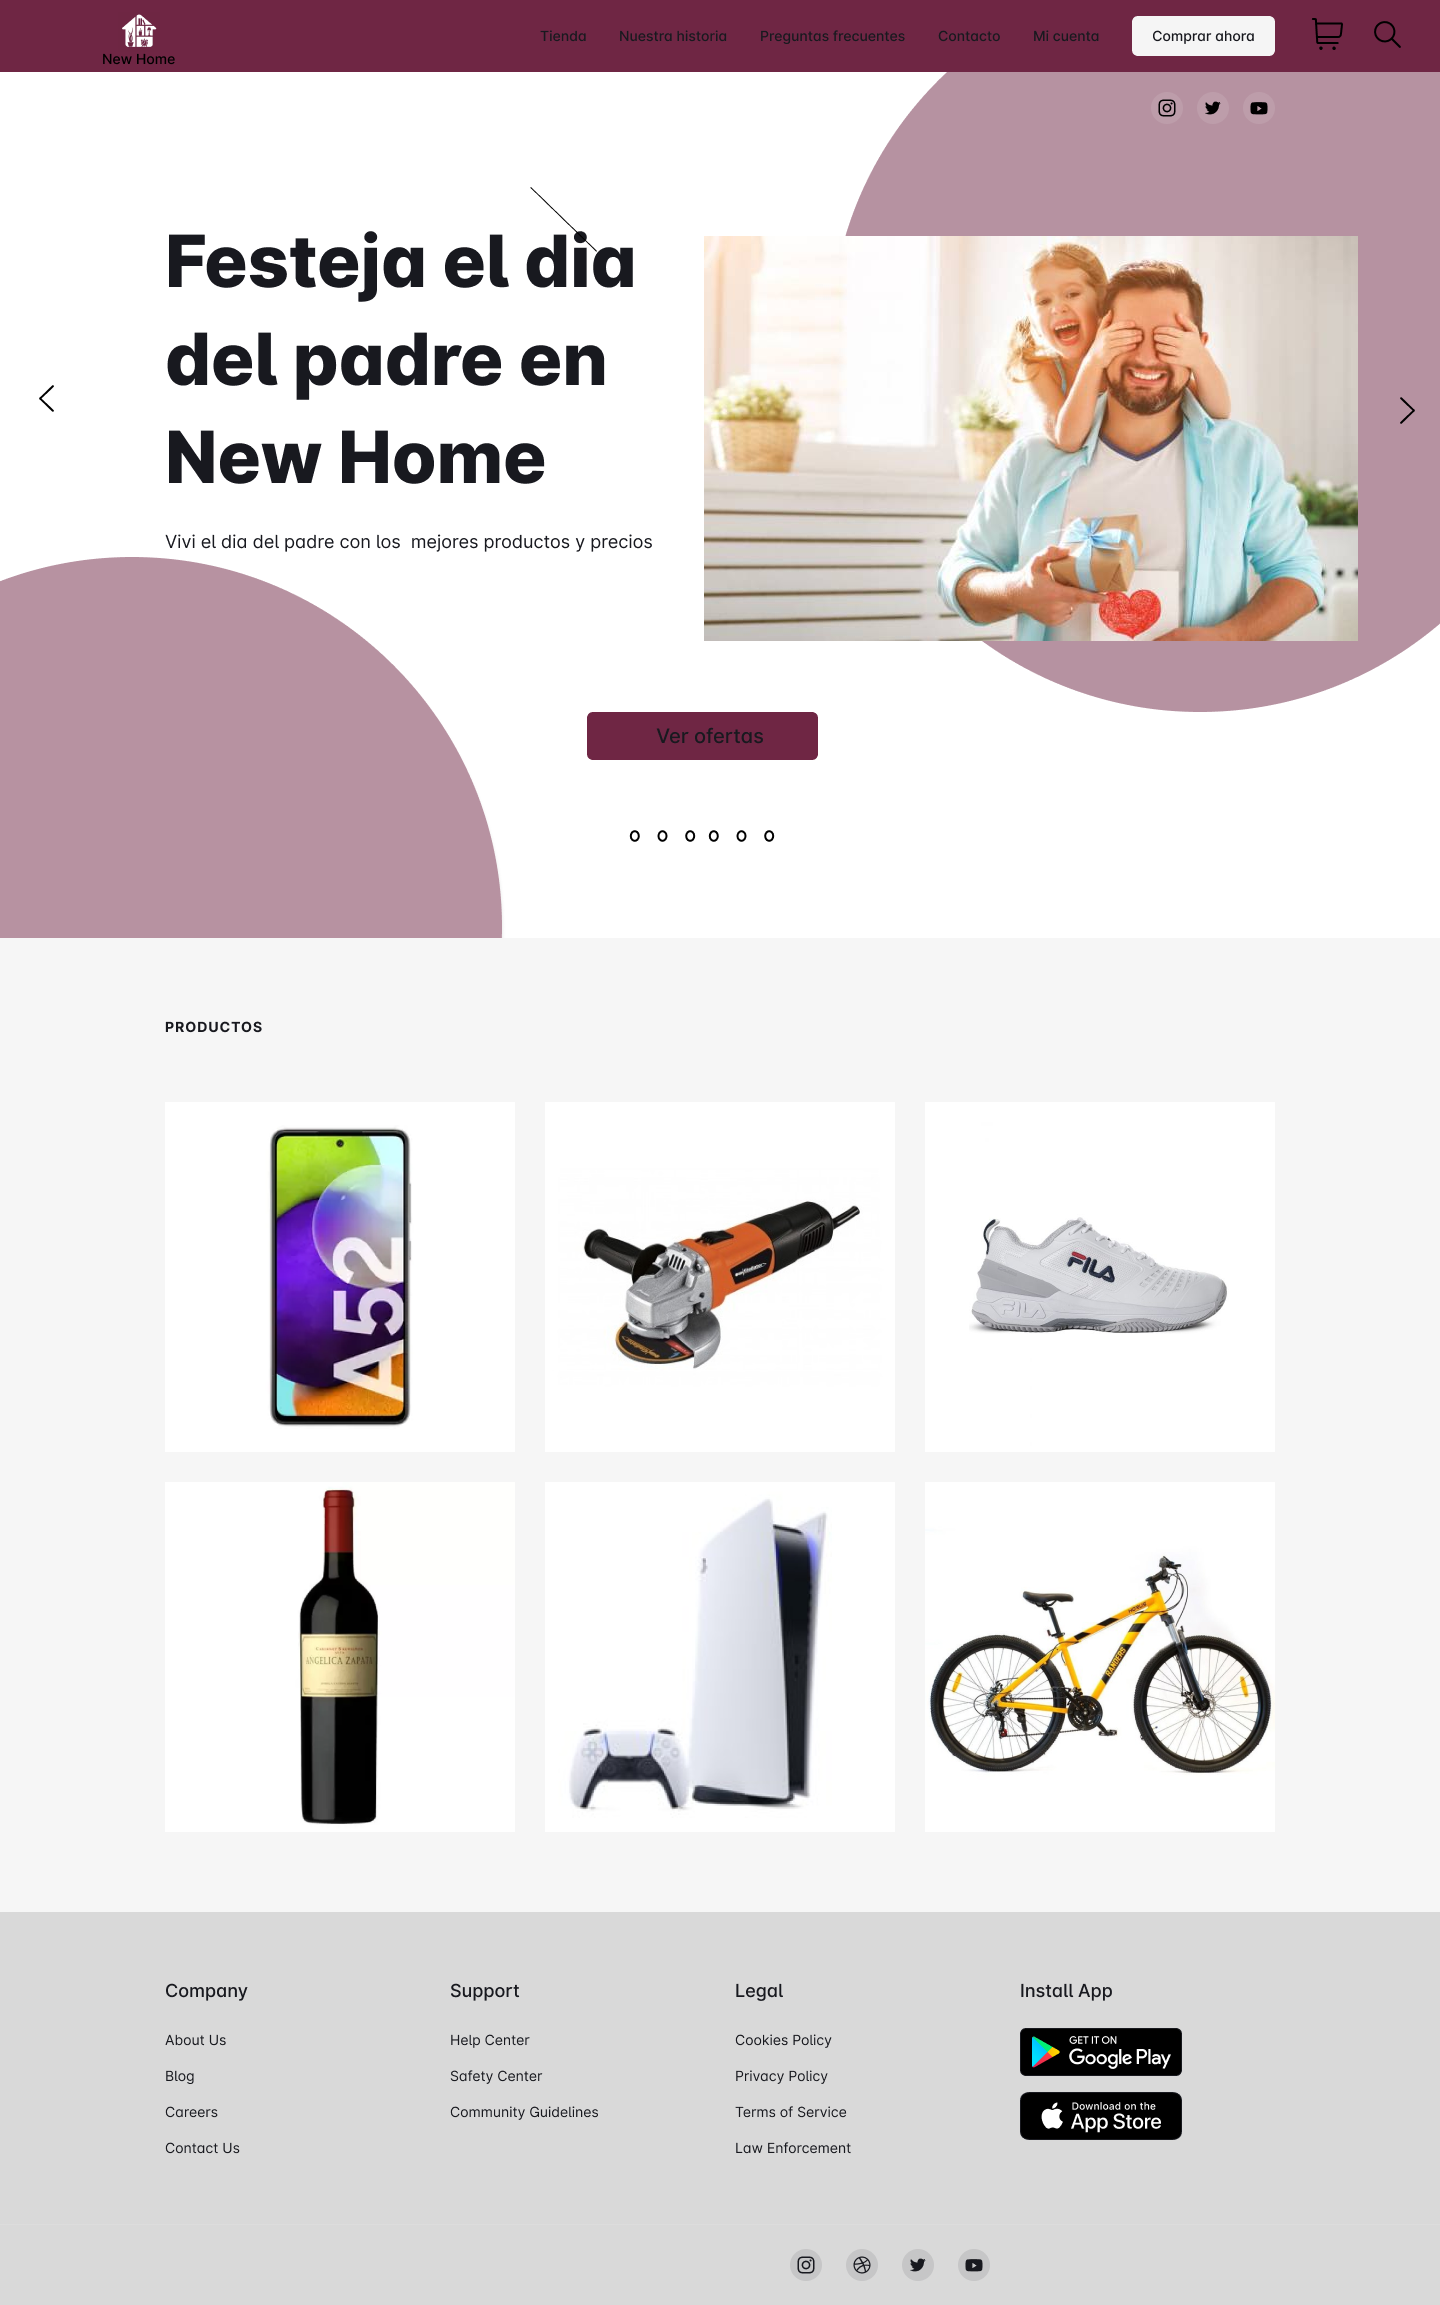 New Home
Tienda
Nuestra historia
Preguntas frecuentes
Contacto
Mi cuenta
Comprar ahora
Festeja el dia
del padre en
New Home
Vivi el dia del padre con los  mejores productos y precios
Ver ofertas
PRODUCTOS
A52
FILA
FILA
ANGELICA ZAPATA
RANDERS
Company
About Us
Blog
Careers
Contact Us
Support
Help Center
Safety Center
Community Guidelines
Legal
Cookies Policy
Privacy Policy
Terms of Service
Law Enforcement
Install App
GET IT ON
Google Play
Download on the
App Store